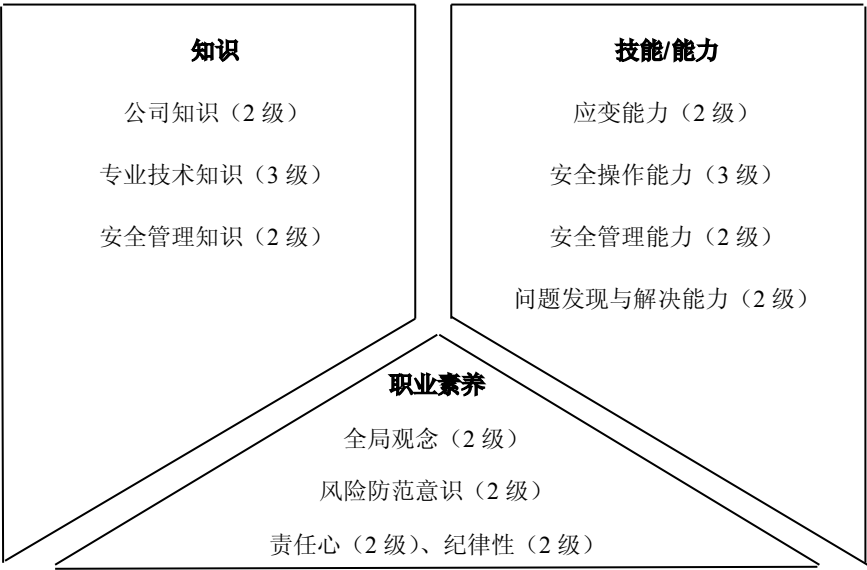 知识
公司知识（2 级）
专业技术知识（3 级）
安全管理知识（2 级）
技能/能力
应变能力（2 级）
安全操作能力（3 级）
安全管理能力（2 级）
问题发现与解决能力（2 级）
职业素养
全局观念（2 级）
风险防范意识（2 级）
责任心（2 级）、纪律性（2 级）